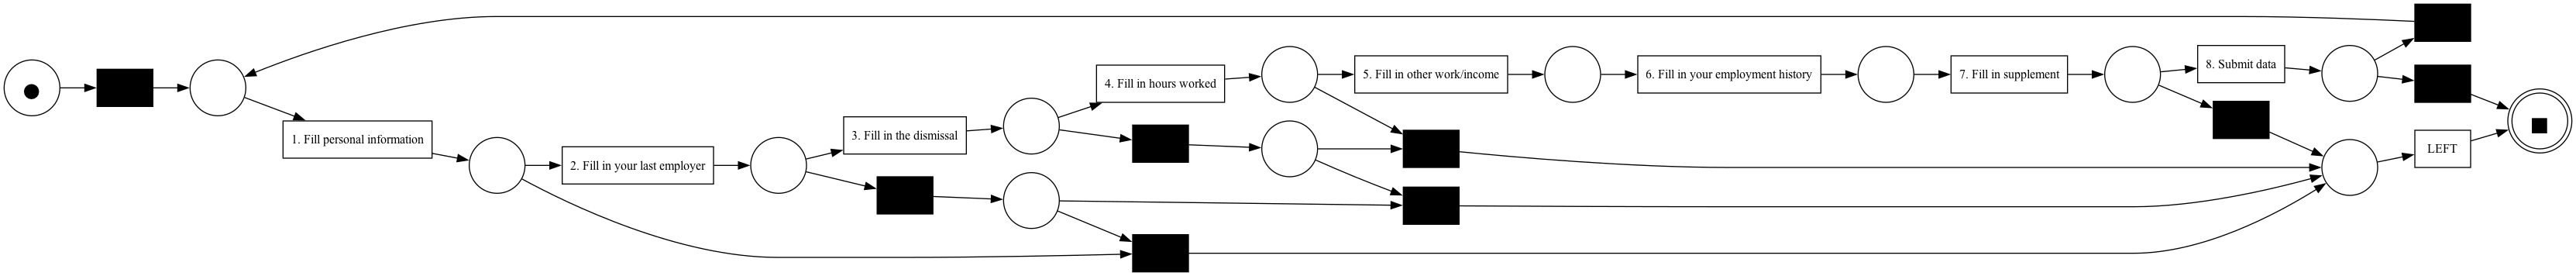 1. Fill personal information
2. Fill in your last employer
3. Fill in the dismissal
4. Fill in hours worked
5. Fill in other work/income
6. Fill in your employment history
7. Fill in supplement
8. Submit data
LEFT